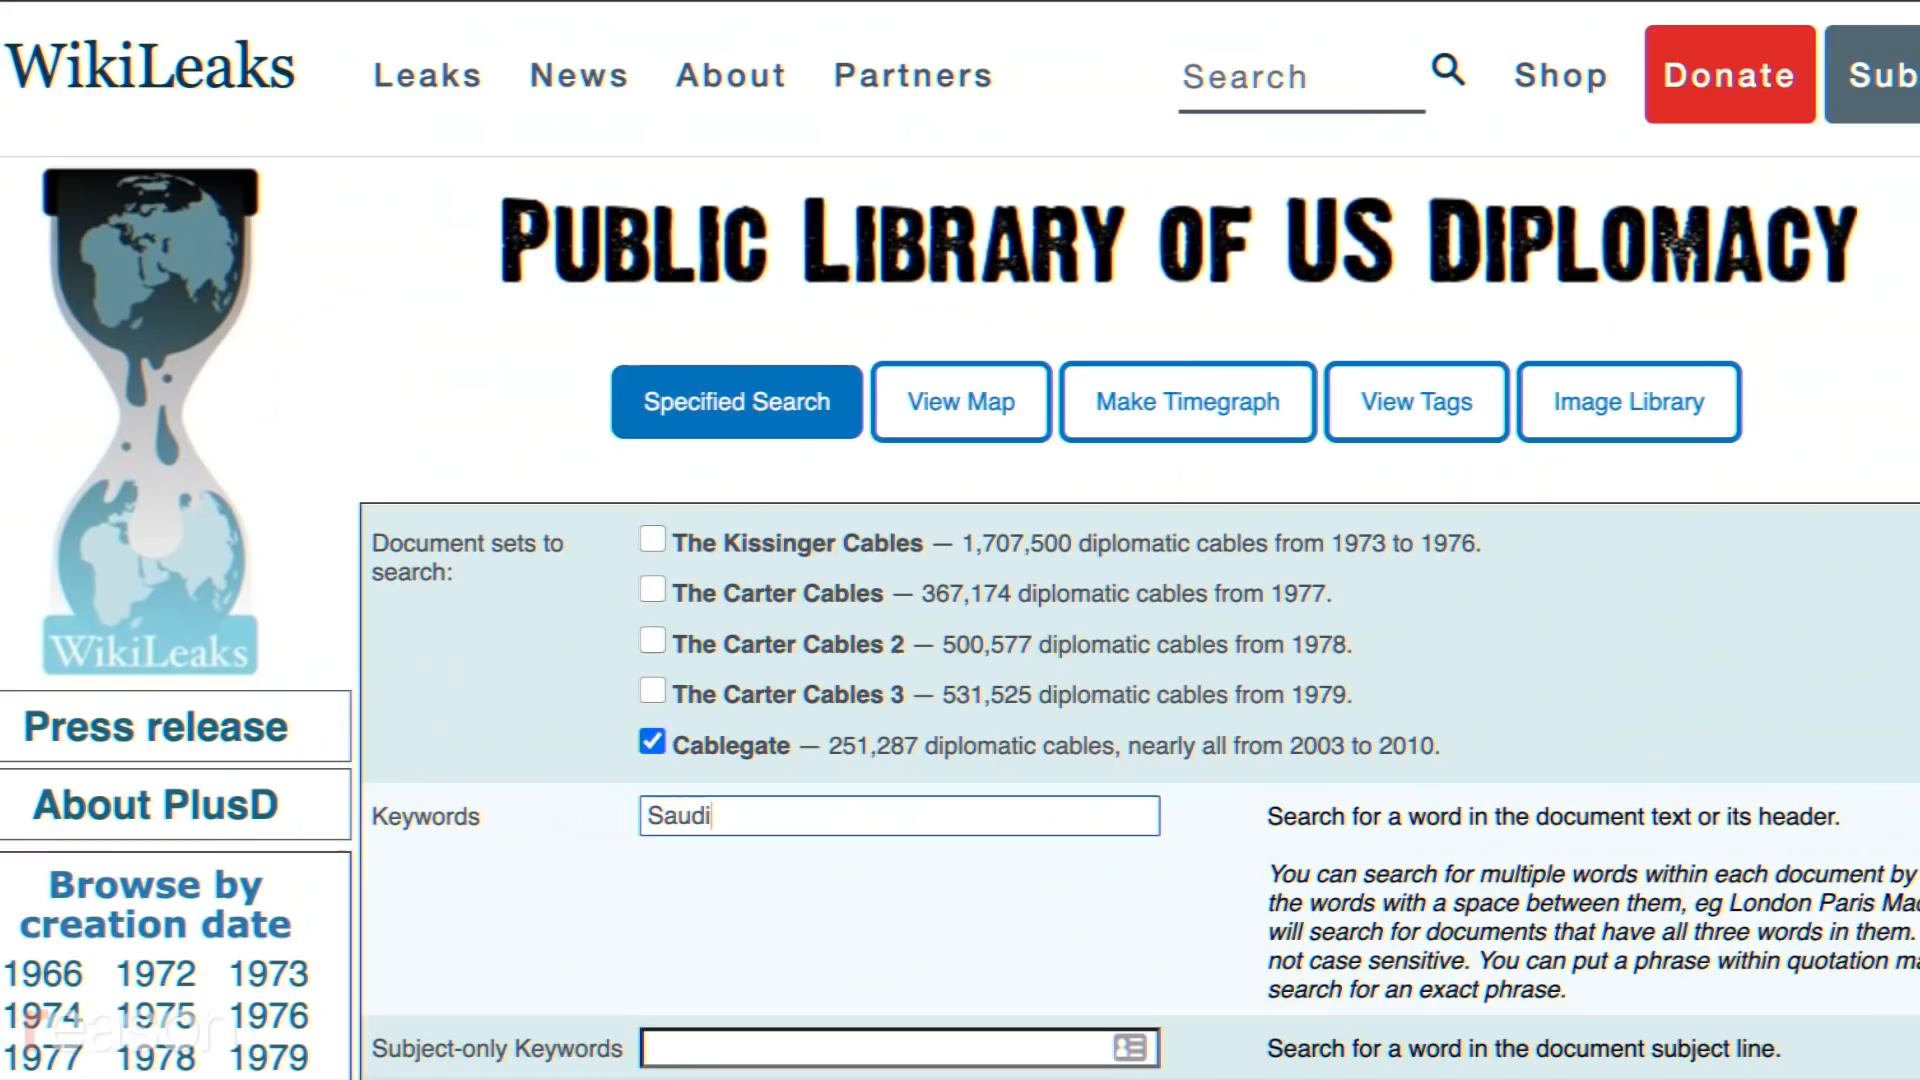 WikiLeaks
Leaks News About Partners
Search
Shop
Donate
Sub
PUBLIC LIBRARY OF US DIPLOMACY
WikiLeaks
Specified Search
View Map
Make Timegraph
View Tags
Image Library
Document sets to
search:
The Kissinger Cables — 1,707,500 diplomatic cables from 1973 to 1976.
The Carter Cables — 367,174 diplomatic cables from 1977.
The Carter Cables 2 — 500,577 diplomatic cables from 1978.
The Carter Cables 3 — 531,525 diplomatic cables from 1979.
Cablegate — 251,287 diplomatic cables, nearly all from 2003 to 2010.
Press release
About PlusD
Browse by
creation date
1966 1972 1973
1974 1975 1976
1977 1978 1979
reason
Keywords
Saudi
Search for a word in the document text or its header.
You can search for multiple words within each document by
the words with a space between them, eg London Paris Mad
will search for documents that have all three words in them.
not case sensitive. You can put a phrase within quotation ma
search for an exact phrase.
Subject-only Keywords
Search for a word in the document subject line.